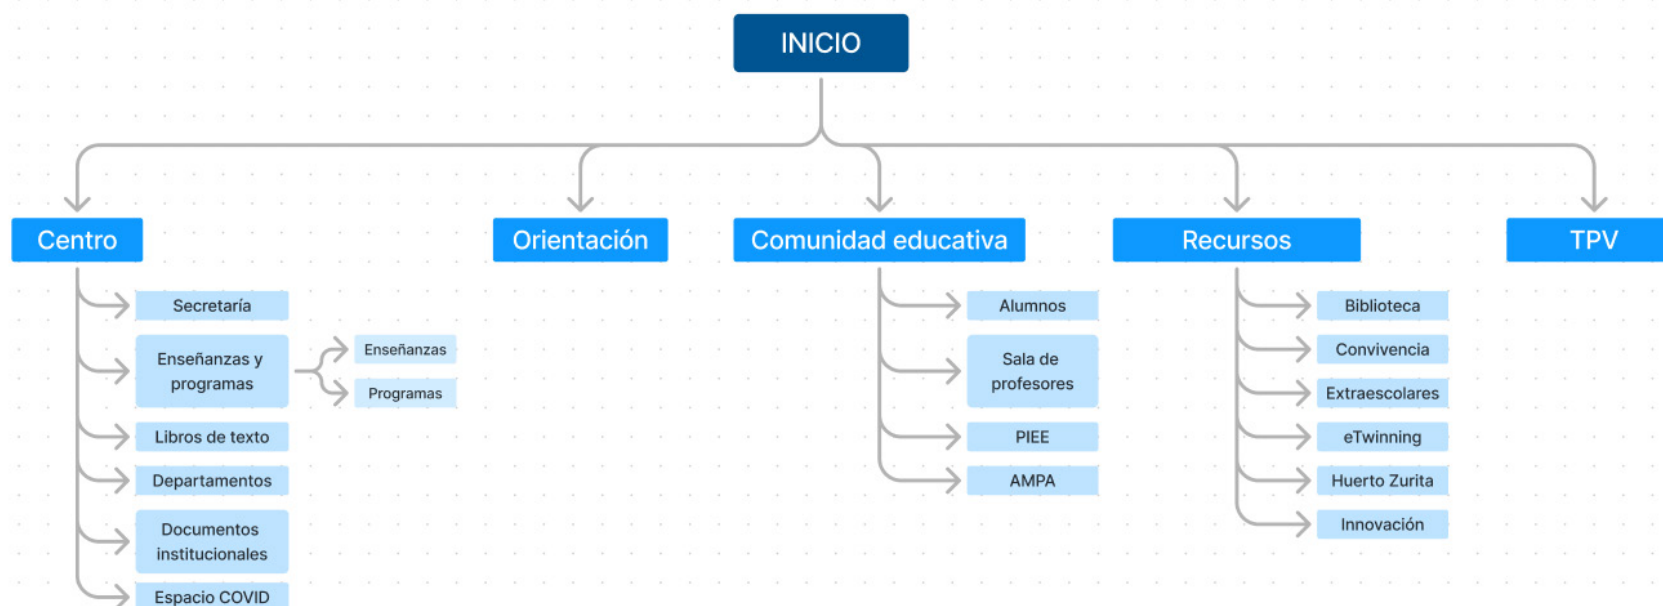 INICIO
Centro
Orientación
Comunidad educativa
Recursos
TPV
Secretaría
Enseñanzas y
programas
Enseñanzas
Programas
Libros de texto
Departamentos
Documentos
institucionales
Espacio COVID
Alumnos
Sala de
profesores
PIEE
AMPA
Biblioteca
Convivencia
Extraescolares
eTwinning
Huerto Zurita
Innovación